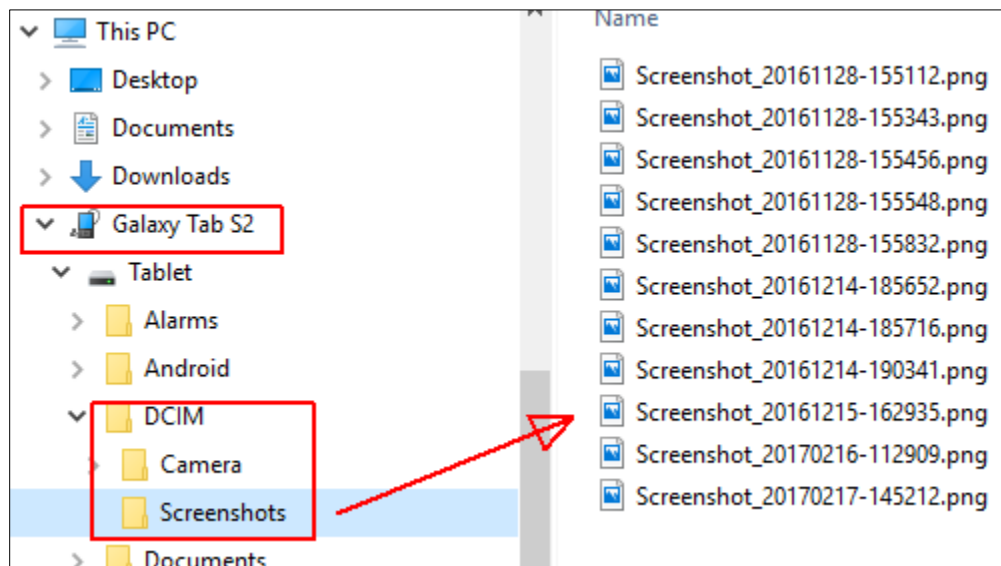 This PC
Desktop
Documents
Downloads
Galaxy Tab S2
Tablet
Alarms
Android
DCIM
Camera
Screenshots
Documents
Name
Screenshot_20161128-155112.png
Screenshot_20161128-155343.png
Screenshot_20161128-155456.png
Screenshot_20161128-155548.png
Screenshot_20161128-155832.png
Screenshot_20161214-185652.png
Screenshot_20161214-185716.png
Screenshot_20161214-190341.png
Screenshot_20161215-162935.png
Screenshot_20170216-112909.png
Screenshot_20170217-145212.png